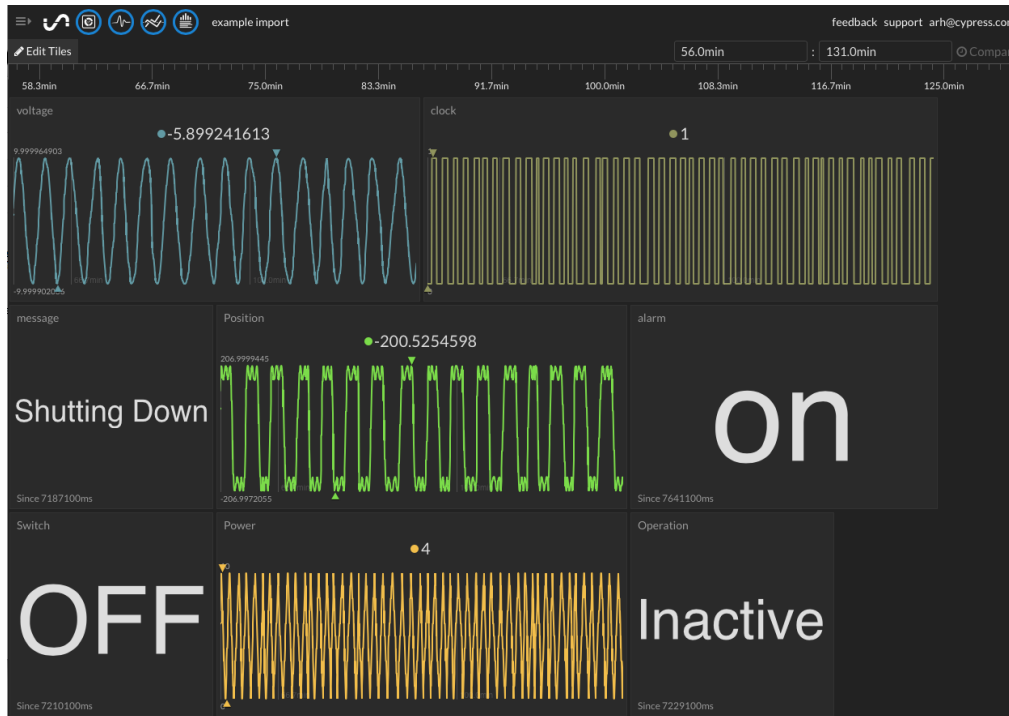 example import
feedback support arh@cypress.com
Edit Tiles
56.0min : 131.0min Compar
58.3min 66.7min 75.0min 83.3min 91.7min 100.0min 108.3min 116.7min 125.0min
voltage
-5.899241613
9.999964903
-9.999902055
clock
1
message
Shutting Down
Since 7187100ms
Position
-200.5254598
206.9999445
-206.9972055
alarm
on
Since 7641100ms
Switch
OFF
Since 7210100ms
Power
4
0
Operation
Inactive
Since 7229100ms